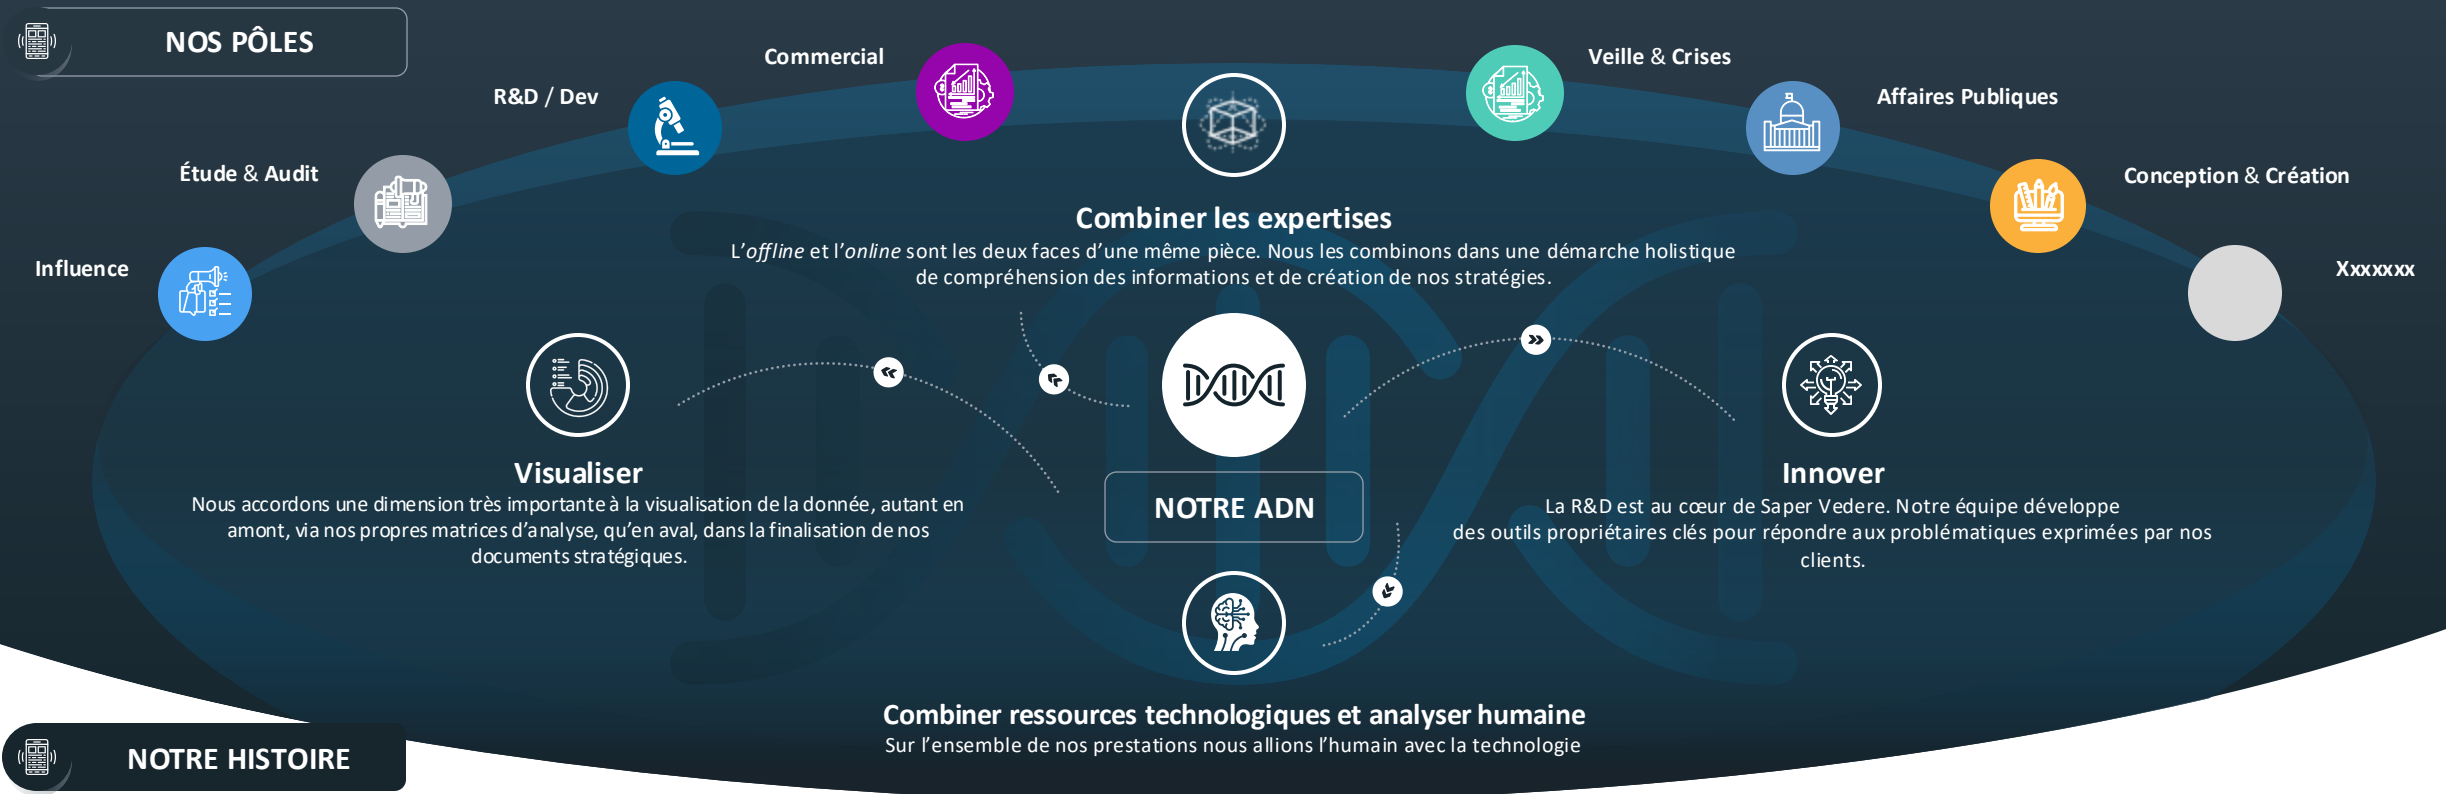 NOS PÔLES
Commercial
Veille & Crises
R&D / Dev
Affaires Publiques
Étude & Audit
Conception & Création
Influence
Xxxxxxx
Combiner les expertises
L’offline et l’online sont les deux faces d’une même pièce. Nous les combinons dans une démarche holistique
de compréhension des informations et de création de nos stratégies.
Visualiser
Nous accordons une dimension très importante à la visualisation de la donnée, autant en
amont, via nos propres matrices d’analyse, qu’en aval, dans la finalisation de nos
documents stratégiques.
NOTRE ADN
Innover
La R&D est au cœur de Saper Vedere. Notre équipe développe
des outils propriétaires clés pour répondre aux problématiques exprimées par nos
clients.
Combiner ressources technologiques et analyser humaine
Sur l’ensemble de nos prestations nous allions l’humain avec la technologie
NOTRE HISTOIRE